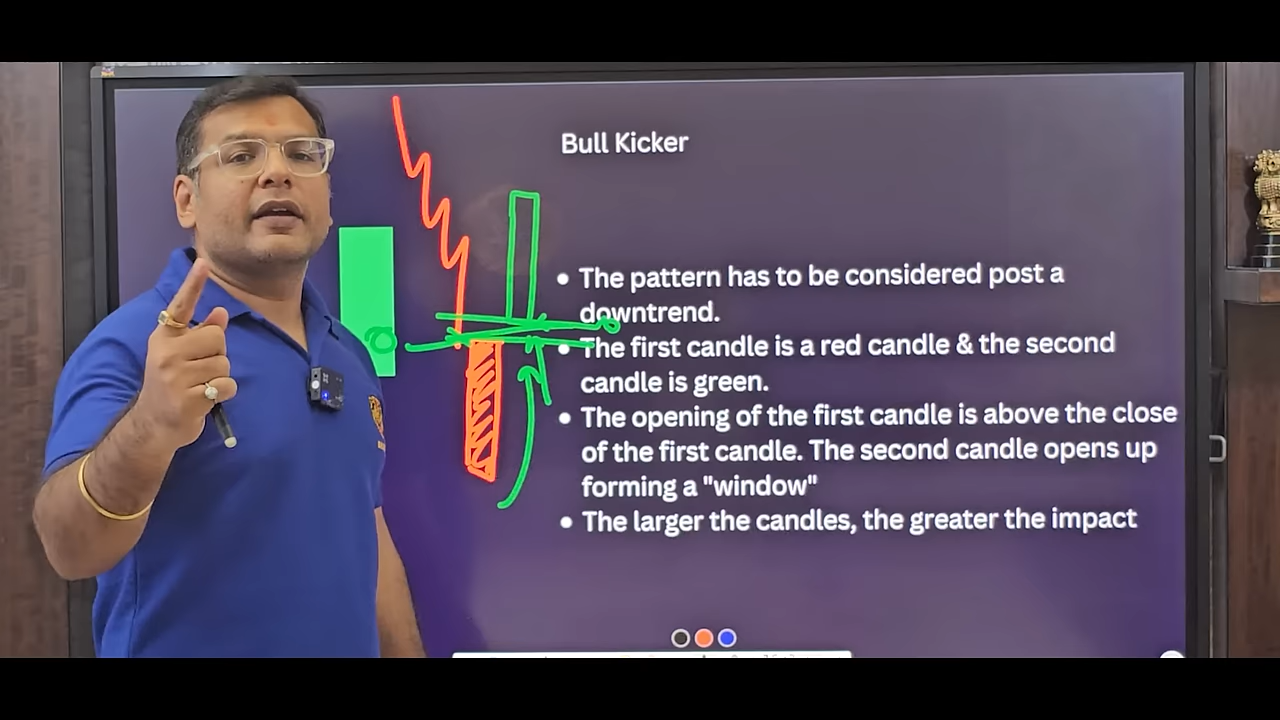 Bull Kicker
• The pattern has to be considered post a
downtrend.
• The first candle is a red candle & the second
candle is green.
• The opening of the first candle is above the close
of the first candle. The second candle opens up
forming a "window"
• The larger the candles, the greater the impact